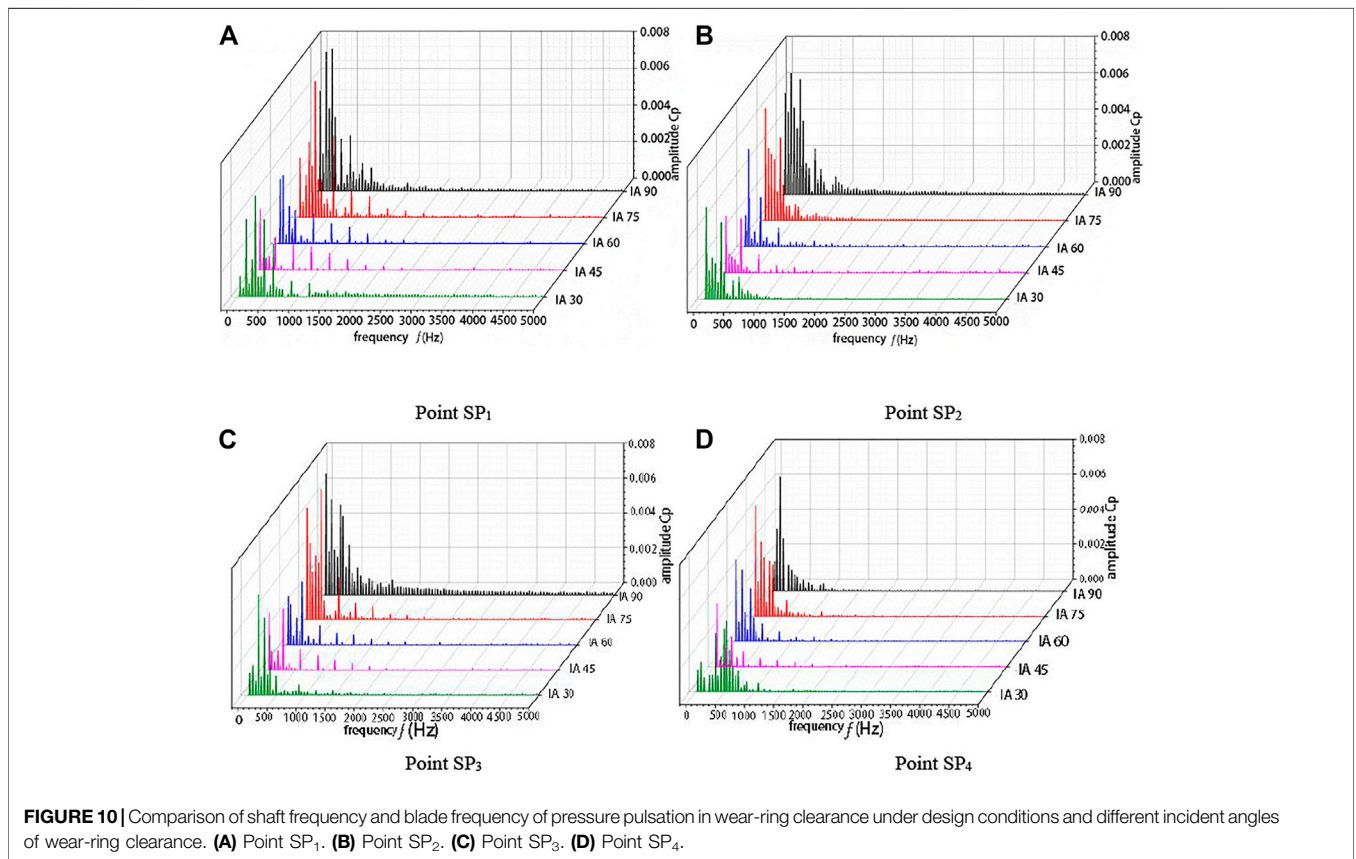 A
0.008
0.006
0.004
0.002
0.000
amplitude Cp
IA 90
IA 75
IA 60
IA 45
IA 30
0 500 1000 1500 2000 2500 3000 3500 4000 4500 5000
frequency f(Hz)
Point SP₁
B
0.008
0.006
0.004
0.002
0.000
amplitude Cp
IA 90
IA 75
IA 60
IA 45
IA 30
0 500 1000 1500 2000 2500 3000 3500 4000 4500 5000
frequency f(Hz)
Point SP₂
C
0.008
0.006
0.004
0.002
0.000
amplitude Cp
IA 90
IA 75
IA 60
IA 45
IA 30
0 500 1000 1500 2000 2500 3000 3500 4000 4500 5000
frequency f (Hz)
Point SP₃
D
0.008
0.006
0.004
0.002
0.000
amplitude Cp
IA 90
IA 75
IA 60
IA 45
IA 30
0 500 1000 1500 2000 2500 3000 3500 4000 4500 5000
frequency f (Hz)
Point SP₄
FIGURE 10 | Comparison of shaft frequency and blade frequency of pressure pulsation in wear-ring clearance under design conditions and different incident angles
of wear-ring clearance. (A) Point SP₁. (B) Point SP₂. (C) Point SP₃. (D) Point SP₄.